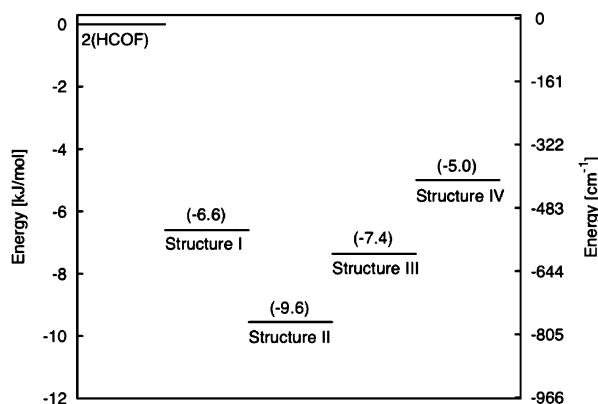 0
2(HCOF)
-2
-4
-6
-8
-10
-12
Energy [kJ/mol]
(-6.6)
Structure I
(-9.6)
Structure II
(-7.4)
Structure III
(-5.0)
Structure IV
0
-161
-322
-483
-644
-805
-966
Energy [cm⁻¹]